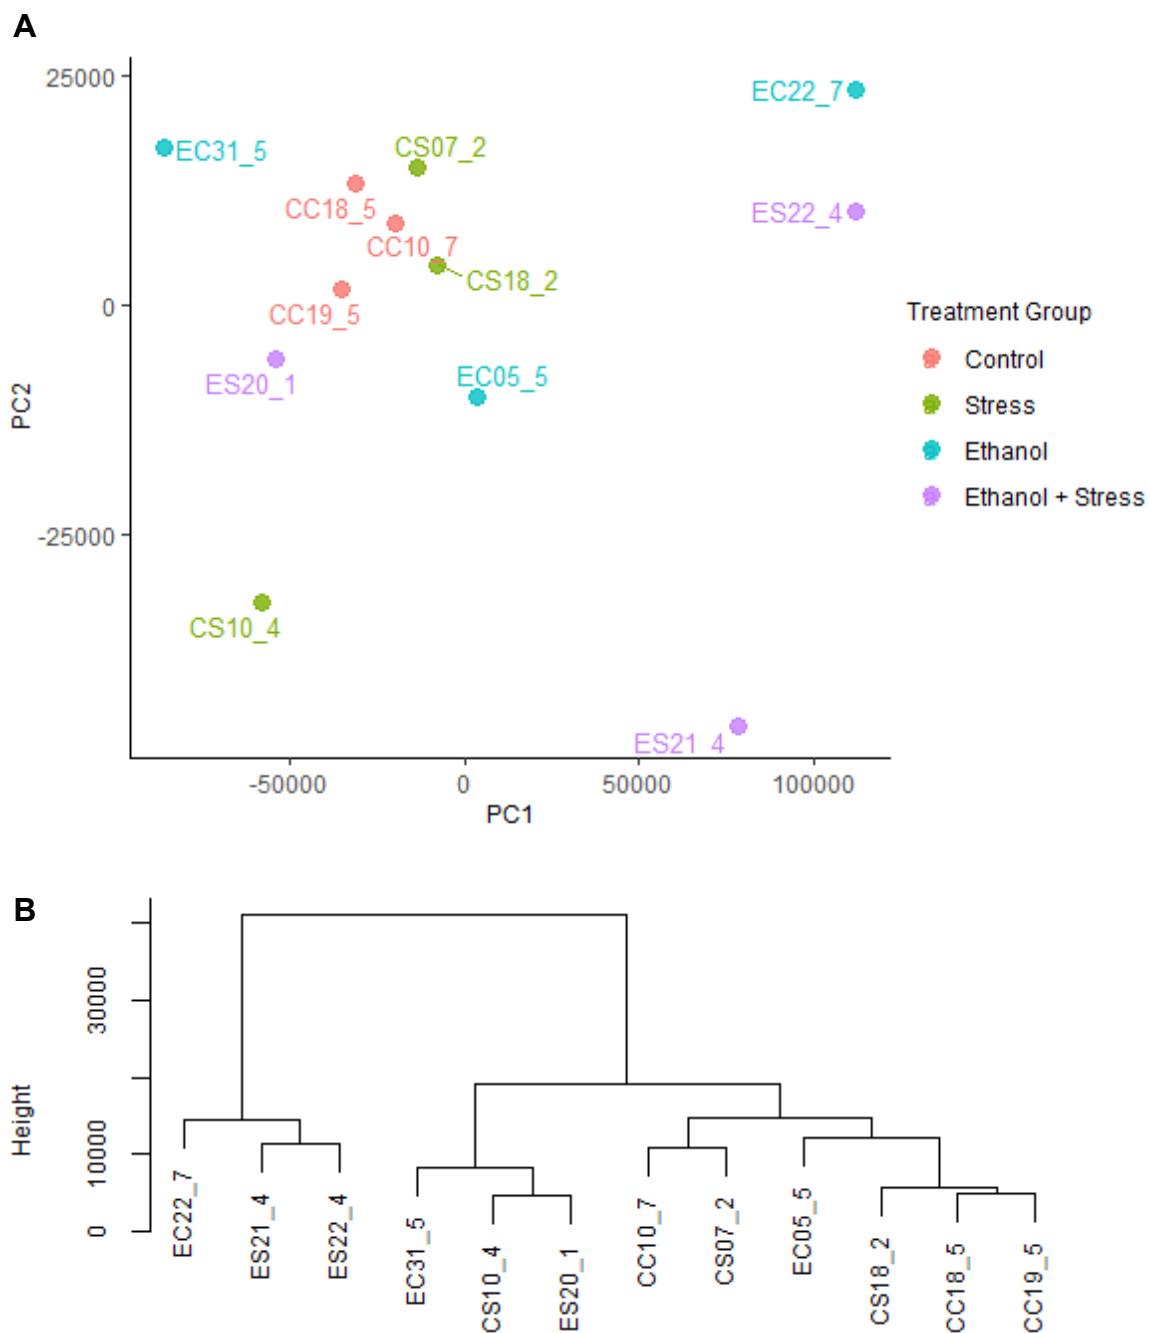 A
25000
0
-25000
PC2
EC22_7
EC31_5
CS07_2
CC18_5
ES22_4
CC10_7
CS18_2
CC19_5
ES20_1
EC05_5
CS10_4
ES21_4
-50000
0
50000
100000
PC1
Treatment Group
Control
Stress
Ethanol
Ethanol + Stress
B
Height
30000
10000
0
EC22_7
ES21_4
ES22_4
EC31_5
CS10_4
ES20_1
CC10_7
CS07_2
EC05_5
CS18_2
CC18_5
CC19_5